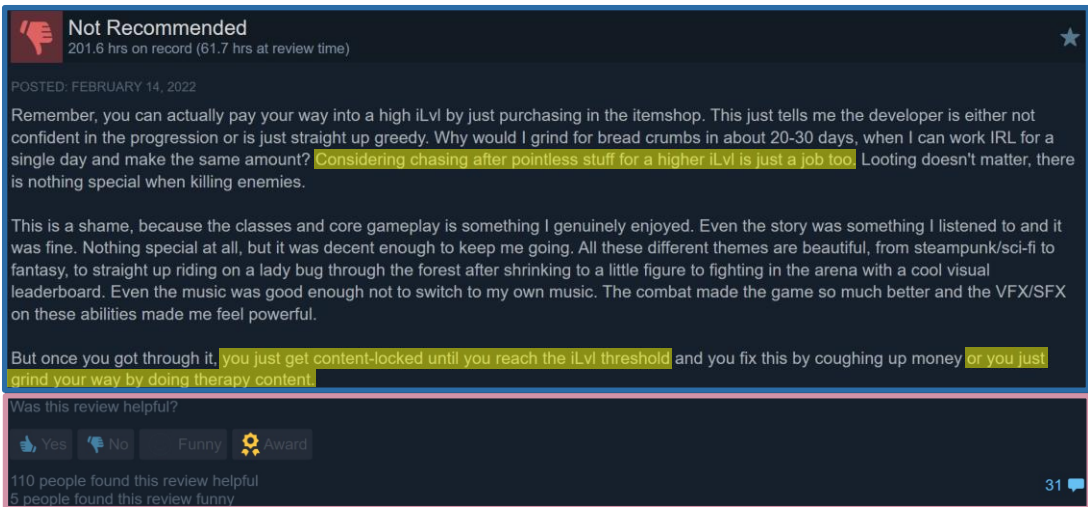 Not Recommended
201.6 hrs on record (61.7 hrs at review time)
POSTED: FEBRUARY 14, 2022
Remember, you can actually pay your way into a high iLvl by just purchasing in the itemshop. This just tells me the developer is either not
confident in the progression or is just straight up greedy. Why would I grind for bread crumbs in about 20-30 days, when I can work IRL for a
single day and make the same amount? Considering chasing after pointless stuff for a higher iLvl is just a job too. Looting doesn't matter, there
is nothing special when killing enemies.
This is a shame, because the classes and core gameplay is something I genuinely enjoyed. Even the story was something I listened to and it
was fine. Nothing special at all, but it was decent enough to keep me going. All these different themes are beautiful, from steampunk/sci-fi to
fantasy, to straight up riding on a lady bug through the forest after shrinking to a little figure to fighting in the arena with a cool visual
leaderboard. Even the music was good enough not to switch to my own music. The combat made the game so much better and the VFX/SFX
on these abilities made me feel powerful.
But once you got through it, you just get content-locked until you reach the iLvl threshold and you fix this by coughing up money or you just
grind your way by doing therapy content.
Was this review helpful?
Yes No Funny Award
110 people found this review helpful
31
5 people found this review funny